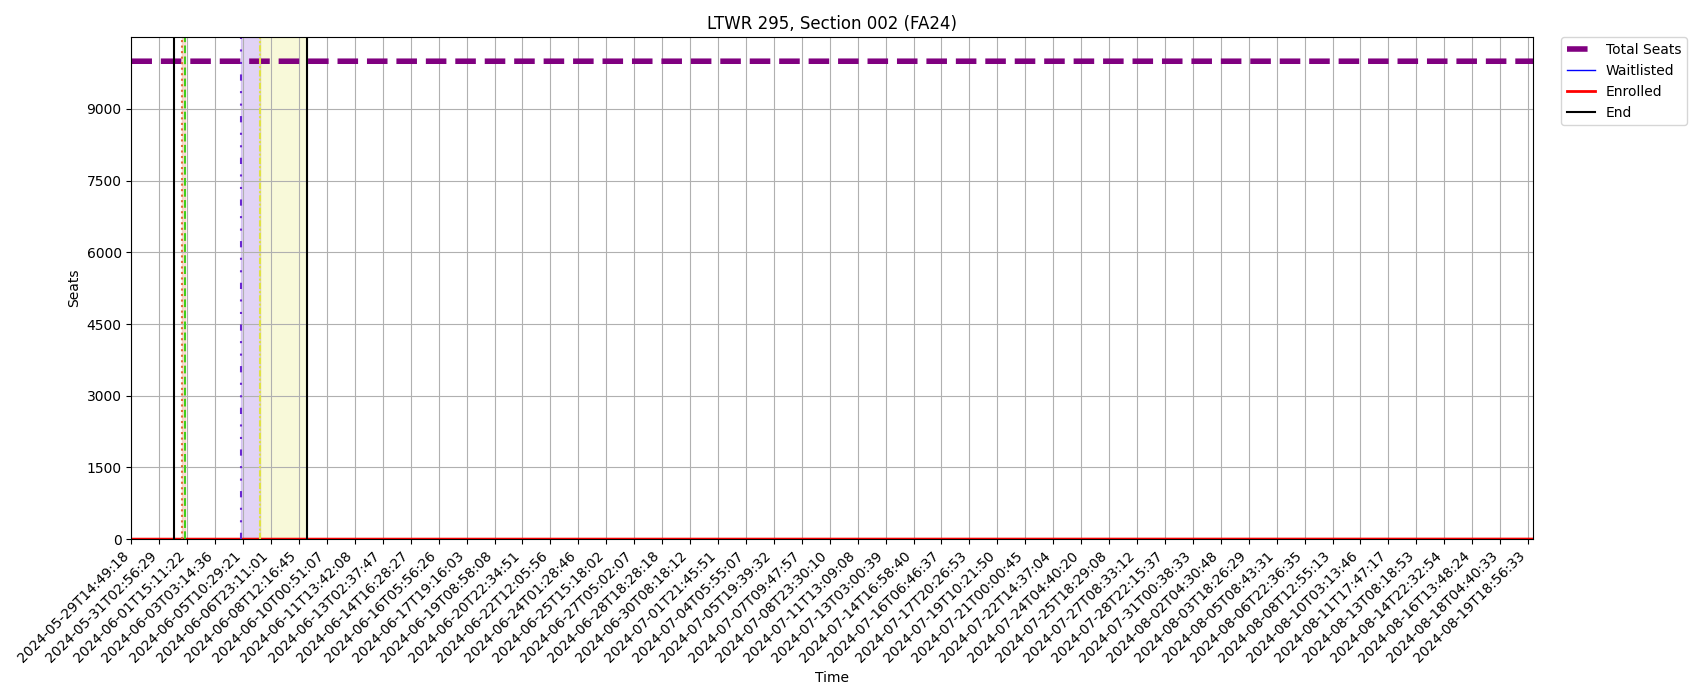 LTWR 295, Section 002 (FA24)
Total Seats
Waitlisted
Enrolled
End
9000
7500
6000
4500
3000
1500
0
Seats
2024-05-29T14:49:18
2024-05-31T02:56:29
2024-06-01T15:11:22
2024-06-03T03:14:36
2024-06-05T10:29:21
2024-06-06T23:11:01
2024-06-08T12:16:45
2024-06-10T00:51:07
2024-06-11T13:42:08
2024-06-13T02:37:47
2024-06-14T16:28:27
2024-06-16T05:56:26
2024-06-17T19:16:03
2024-06-19T08:58:08
2024-06-20T22:34:51
2024-06-22T12:05:56
2024-06-24T01:28:46
2024-06-25T15:18:02
2024-06-27T05:02:07
2024-06-28T18:28:18
2024-06-30T08:18:12
2024-07-01T21:45:51
2024-07-04T05:55:07
2024-07-05T19:39:32
2024-07-07T09:47:57
2024-07-08T23:30:10
2024-07-11T13:09:08
2024-07-13T03:00:39
2024-07-14T16:58:40
2024-07-16T06:46:37
2024-07-17T20:26:53
2024-07-19T10:21:50
2024-07-21T00:00:45
2024-07-22T14:37:04
2024-07-24T04:40:20
2024-07-25T18:29:08
2024-07-27T08:33:12
2024-07-28T22:15:37
2024-07-31T00:38:33
2024-08-02T04:30:48
2024-08-03T18:26:29
2024-08-05T08:43:31
2024-08-06T22:36:35
2024-08-08T12:55:13
2024-08-10T03:13:46
2024-08-11T17:47:17
2024-08-13T08:18:53
2024-08-14T22:32:54
2024-08-16T13:48:24
2024-08-18T04:40:33
2024-08-19T18:56:33
Time